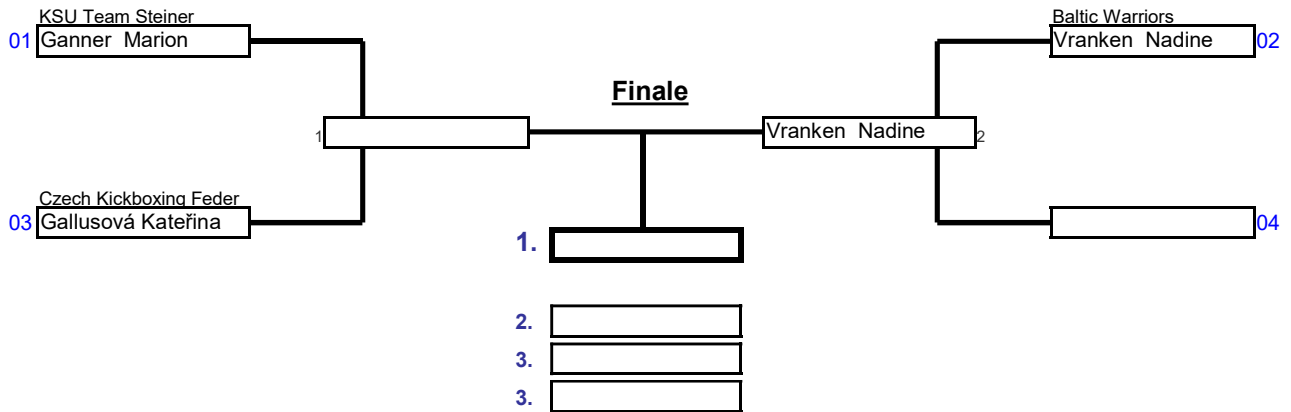 KSU Team Steiner
01 Ganner Marion
Baltic Warriors
Vranken Nadine 02
Finale
1
Vranken Nadine 2
Czech Kickboxing Feder
03 Gallusová Kateřina
04
1.
2.
3.
3.